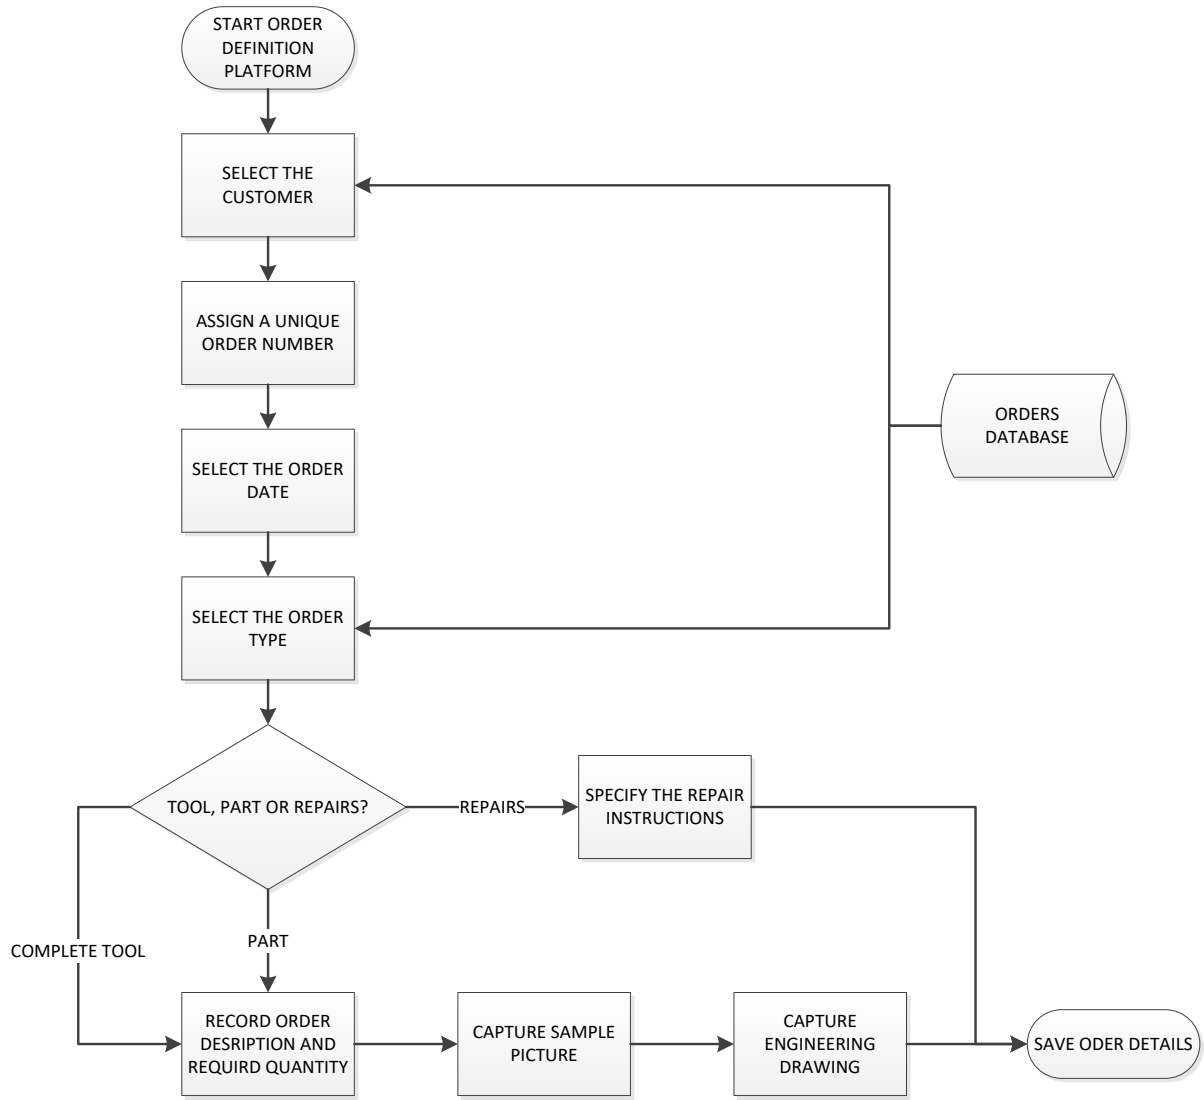 START ORDER
DEFINITION
PLATFORM
SELECT THE
CUSTOMER
ASSIGN A UNIQUE
ORDER NUMBER
ORDERS
DATABASE
SELECT THE ORDER
DATE
SELECT THE ORDER
TYPE
TOOL, PART OR REPAIRS?
REPAIRS
SPECIFY THE REPAIR
INSTRUCTIONS
COMPLETE TOOL
PART
RECORD ORDER
DESRIPTION AND
REQUIRD QUANTITY
CAPTURE SAMPLE
PICTURE
CAPTURE
ENGINEERING
DRAWING
SAVE ODER DETAILS